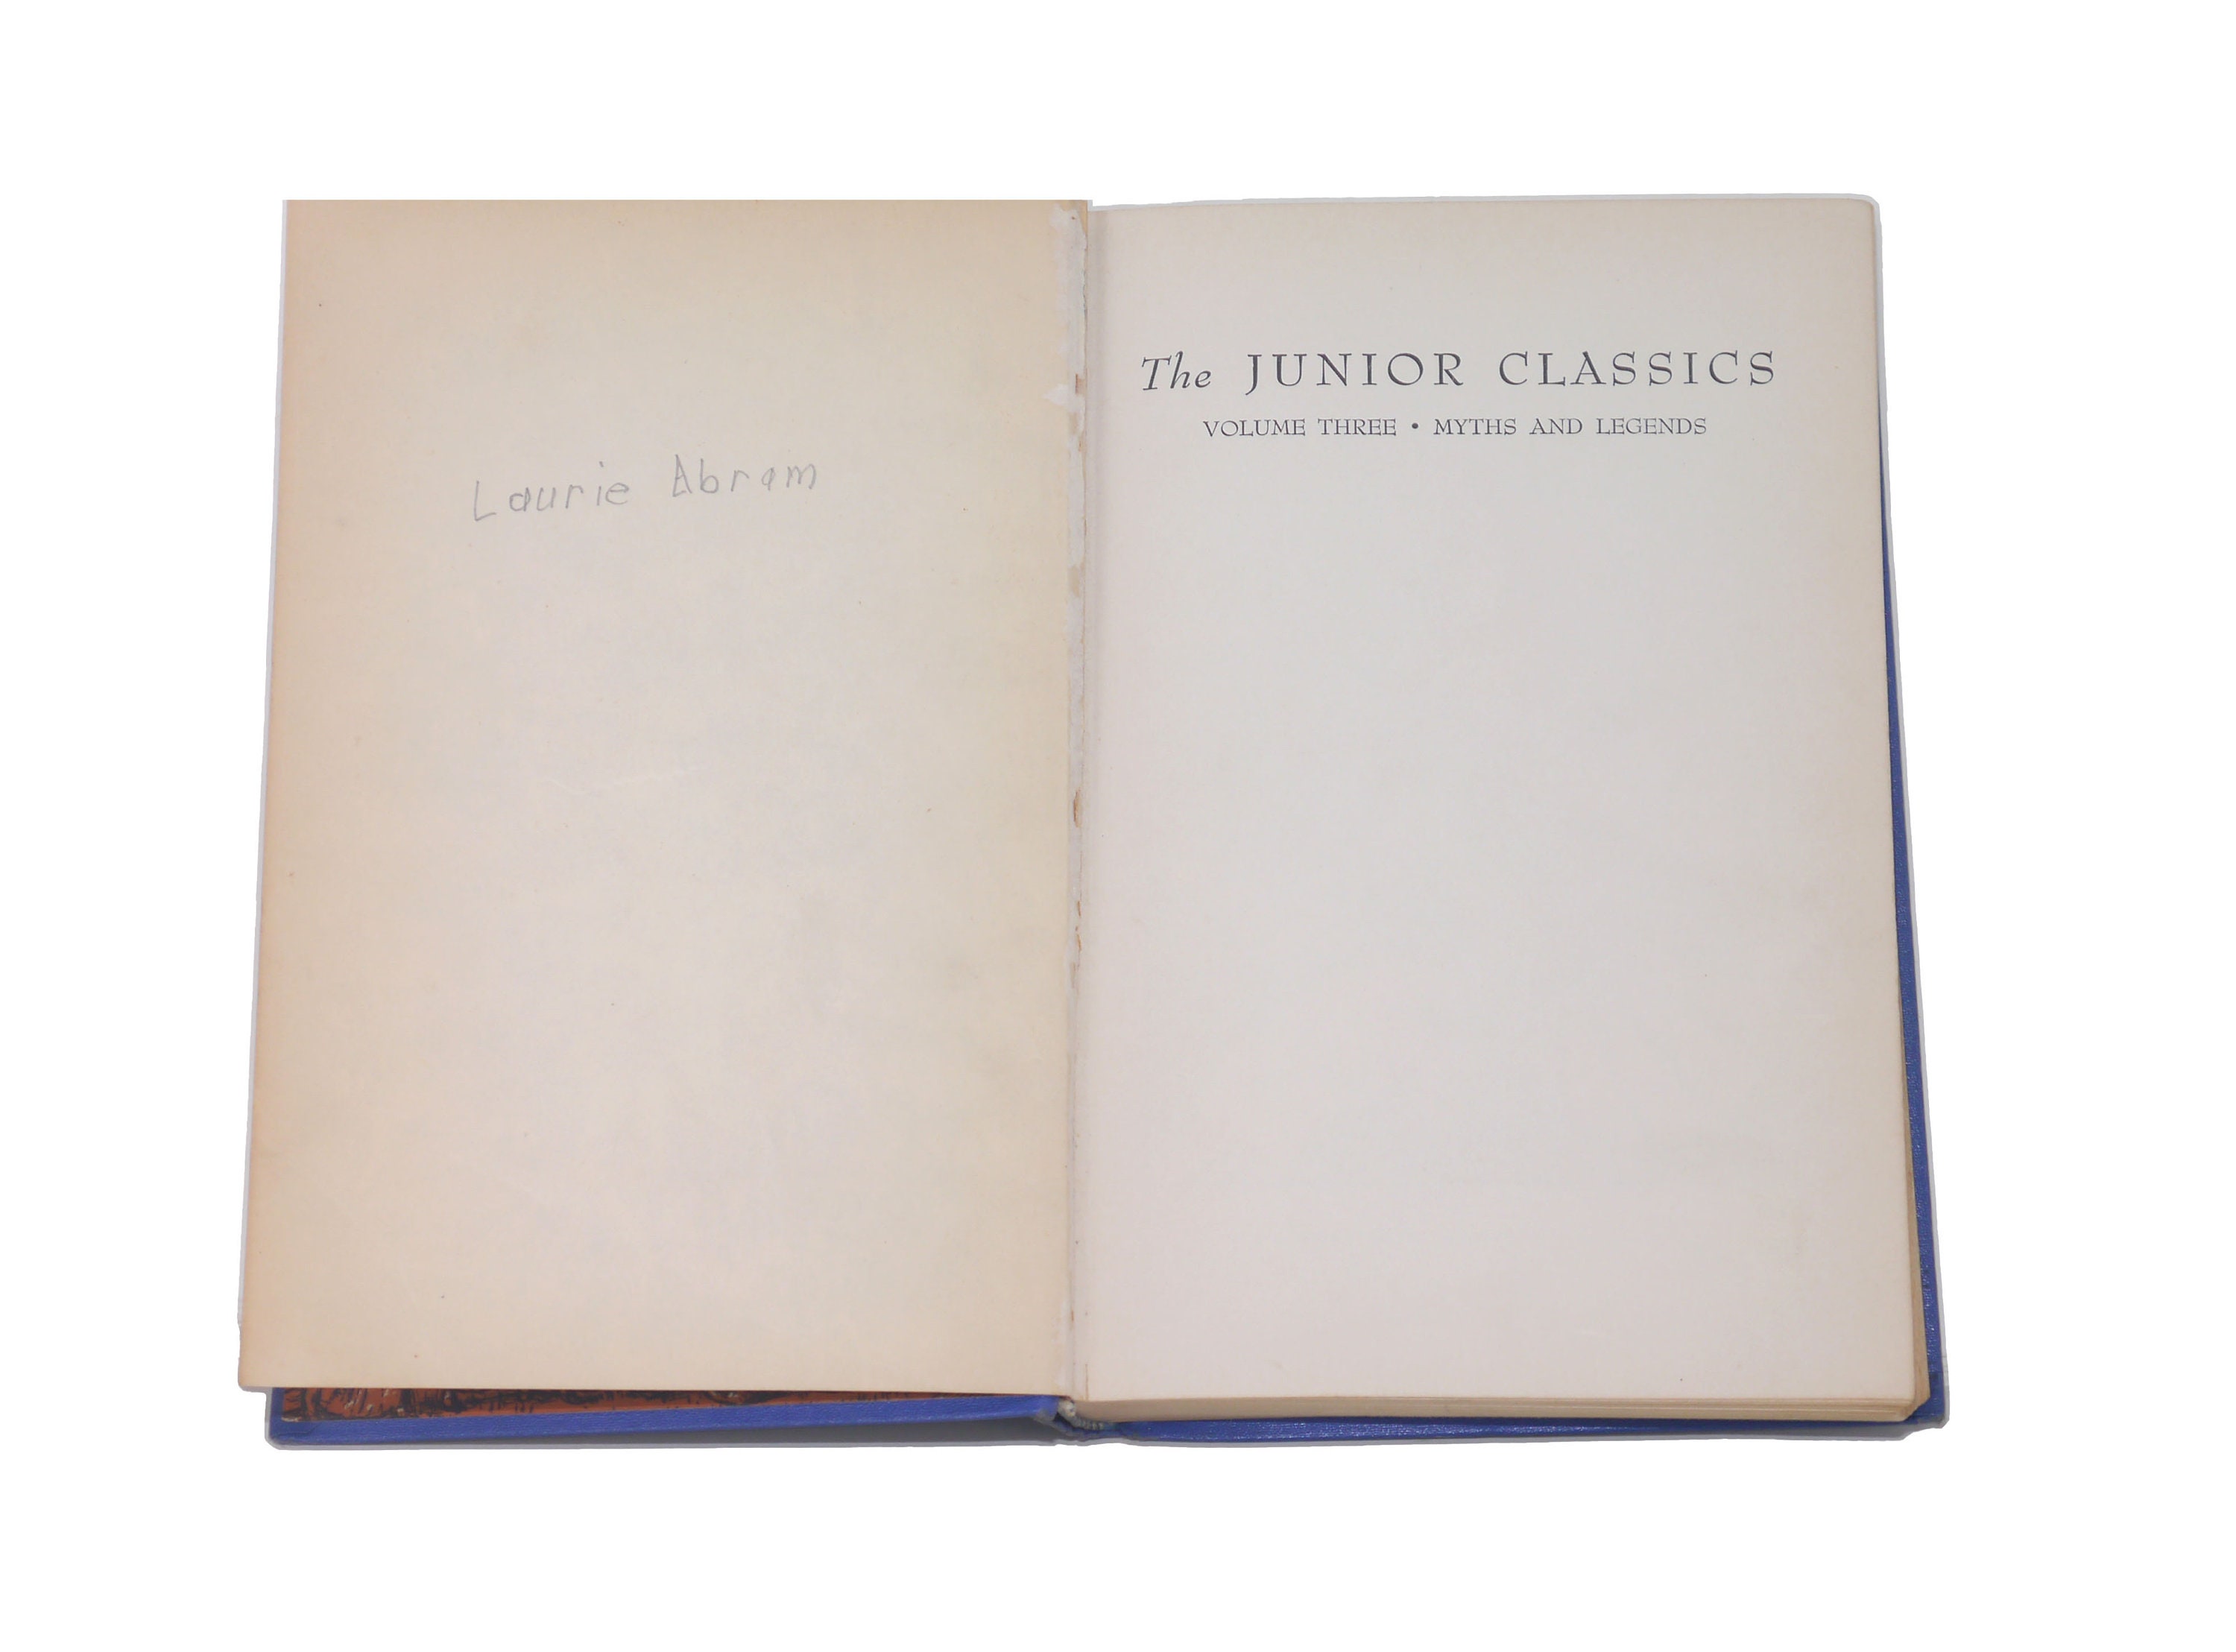 Laurie Abram
The JUNIOR CLASSICS
VOLUME THREE • MYTHS AND LEGENDS